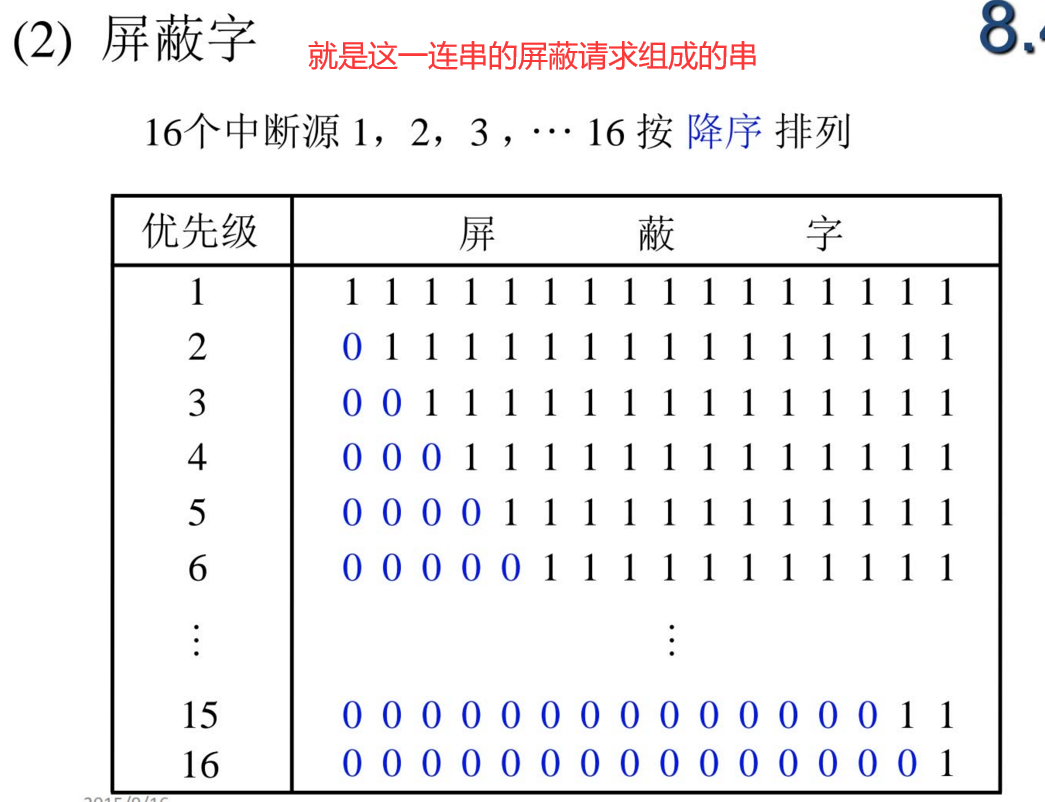 (2) 屏蔽字
就是这一连串的屏蔽请求组成的串
8.4
16个中断源 1，2，3，… 16 按 降序 排列
优先级 屏 蔽 字
1 1 1 1 1 1 1 1 1 1 1 1 1 1 1 1 1
2 0 1 1 1 1 1 1 1 1 1 1 1 1 1 1 1
3 0 0 1 1 1 1 1 1 1 1 1 1 1 1 1 1
4 0 0 0 1 1 1 1 1 1 1 1 1 1 1 1 1
5 0 0 0 0 1 1 1 1 1 1 1 1 1 1 1 1
6 0 0 0 0 0 1 1 1 1 1 1 1 1 1 1 1
⋮ ⋮
15 0 0 0 0 0 0 0 0 0 0 0 0 0 0 1 1
16 0 0 0 0 0 0 0 0 0 0 0 0 0 0 0 1
2015/9/16